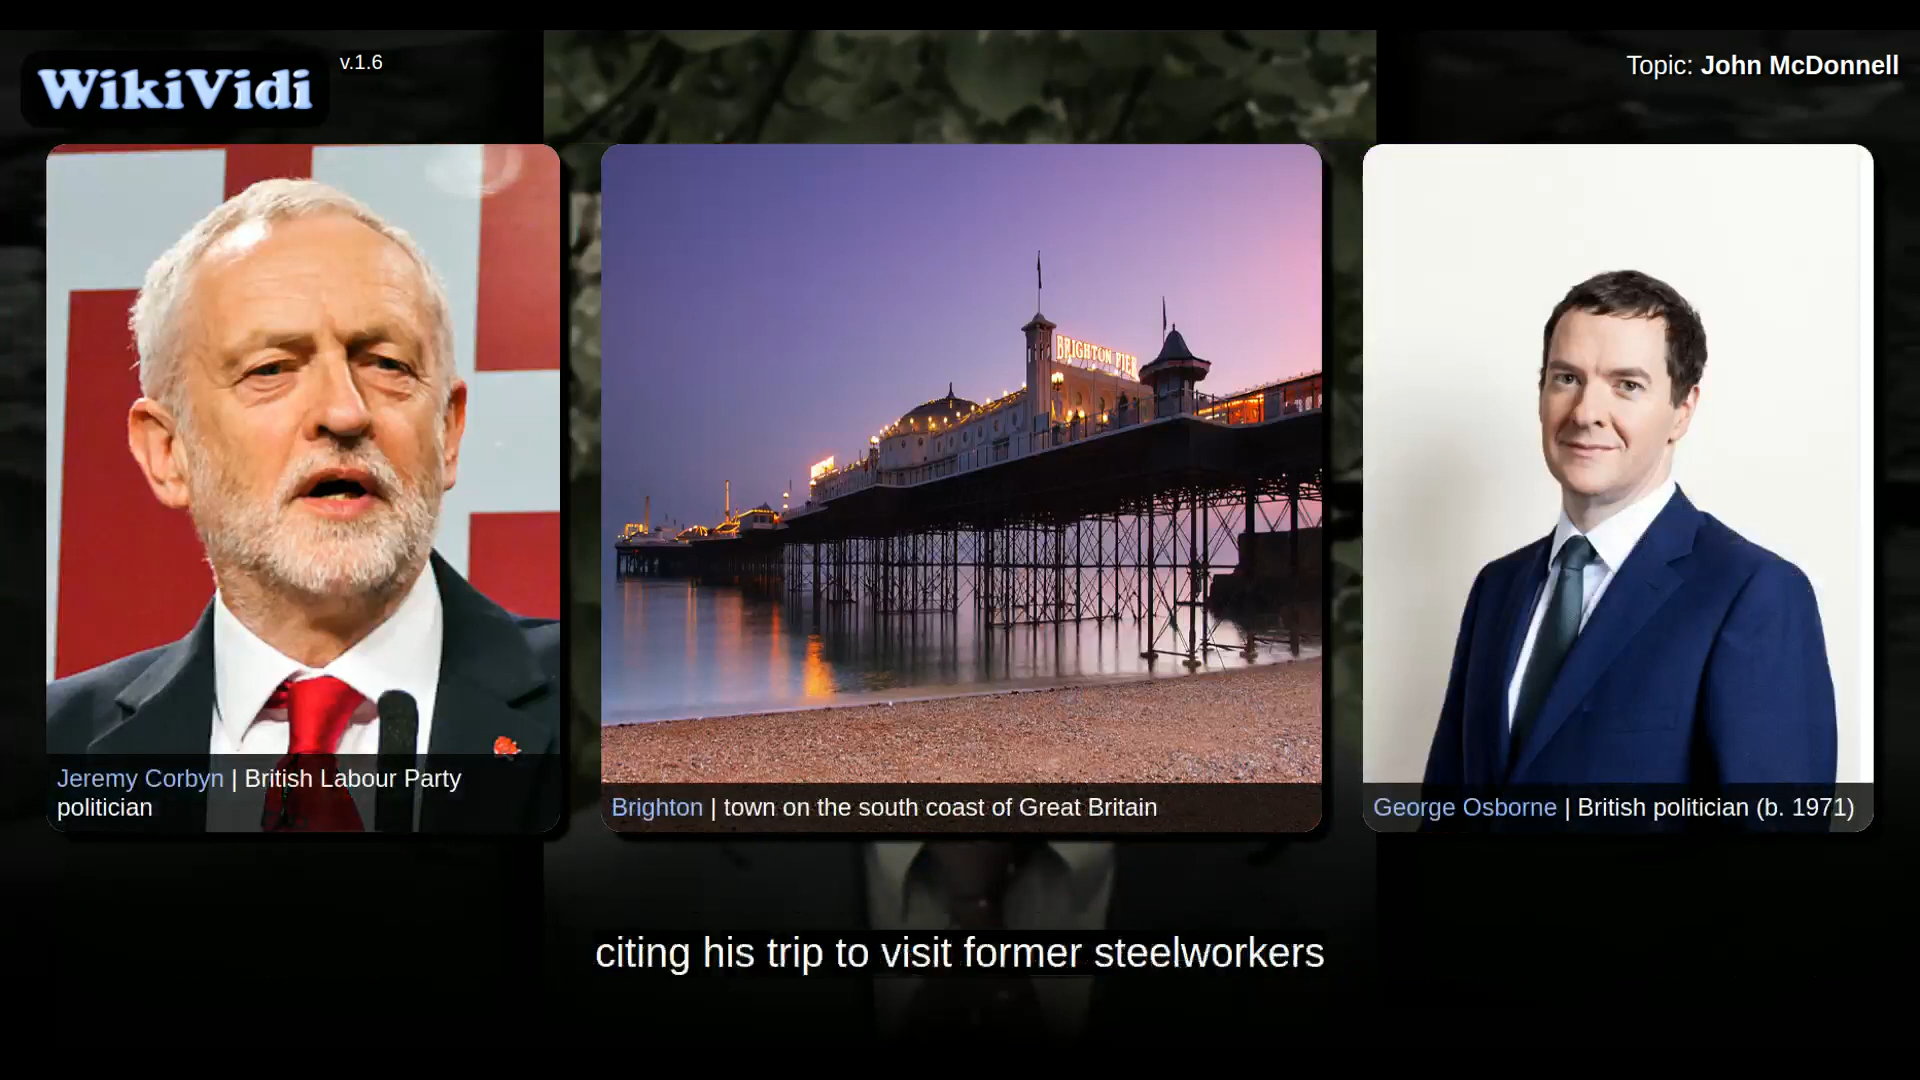 WikiVidi
v.1.6
Topic: John McDonnell
BRIGHTON PIER
Jeremy Corbyn | British Labour Party
politician
Brighton | town on the south coast of Great Britain
George Osborne | British politician (b. 1971)
citing his trip to visit former steelworkers